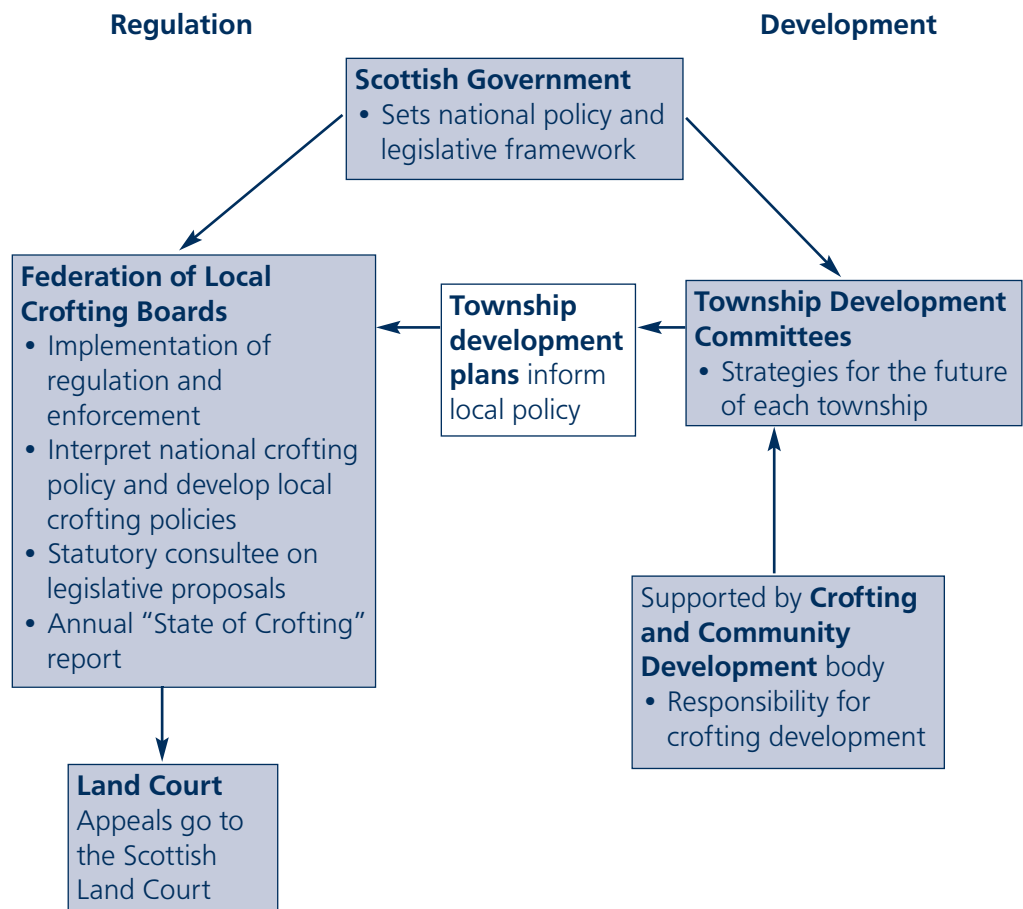 Regulation
Development
Scottish Government
• Sets national policy and
legislative framework
Federation of Local
Crofting Boards
• Implementation of
regulation and
enforcement
• Interpret national crofting
policy and develop local
crofting policies
• Statutory consultee on
legislative proposals
• Annual “State of Crofting”
report
Township
development
plans inform
local policy
Township Development
Committees
• Strategies for the future
of each township
Supported by Crofting
and Community
Development body
• Responsibility for
crofting development
Land Court
Appeals go to
the Scottish
Land Court